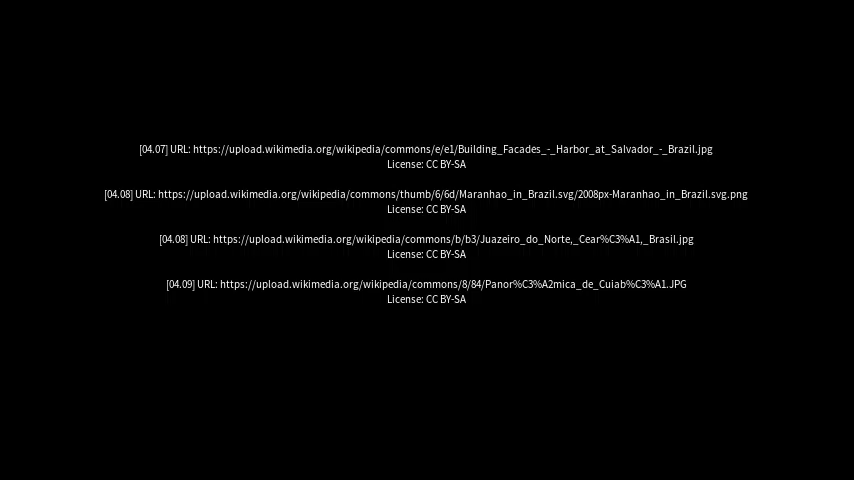 [04.07] URL: https://upload.wikimedia.org/wikipedia/commons/e/e1/Building_Facades_-_Harbor_at_Salvador_-_Brazil.jpg
License: CC BY-SA
[04.08] URL: https://upload.wikimedia.org/wikipedia/commons/thumb/6/6d/Maranhao_in_Brazil.svg/2008px-Maranhao_in_Brazil.svg.png
License: CC BY-SA
[04.08] URL: https://upload.wikimedia.org/wikipedia/commons/b/b3/Juazeiro_do_Norte,_Cear%C3%A1,_Brasil.jpg
License: CC BY-SA
[04.09] URL: https://upload.wikimedia.org/wikipedia/commons/8/84/Panor%C3%A2mica_de_Cuiab%C3%A1.JPG
License: CC BY-SA